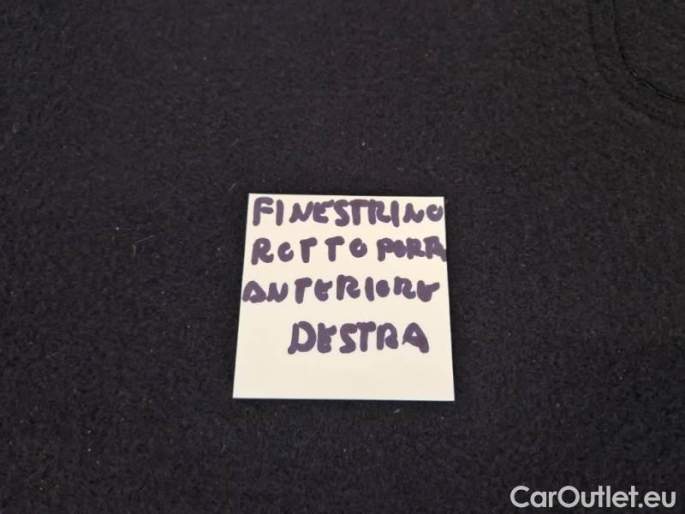 FINESTRINO
ROTTO PORTA
ANTERIORE
DESTRA
CarOutlet.eu